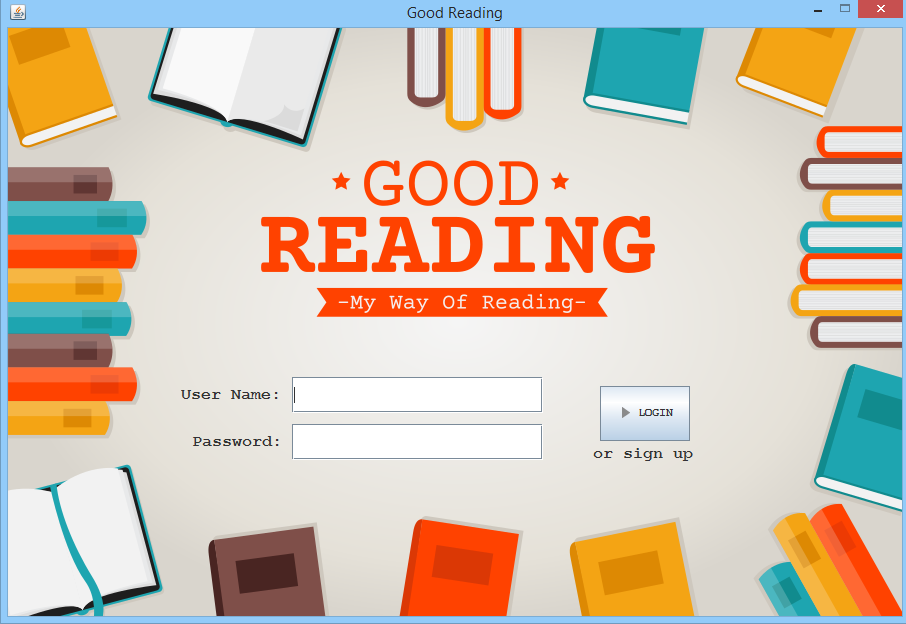 Good Reading
GOOD
READING
-My Way Of Reading-
User Name:
Password:
LOGIN
or sign up